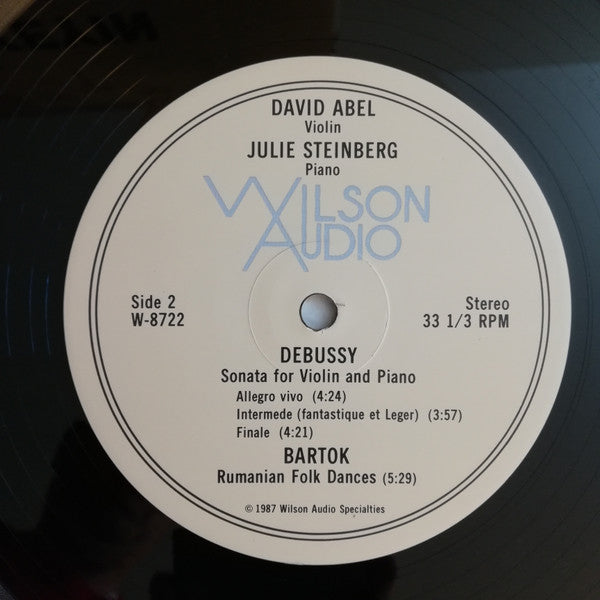 DAVID ABEL
Violin
JULIE STEINBERG
Piano
WILSON
AUDIO
Side 2
W-8722
Stereo
33 1/3 RPM
DEBUSSY
Sonata for Violin and Piano
Allegro vivo (4:24)
Intermede (fantastique et Leger) (3:57)
Finale (4:21)
BARTOK
Rumanian Folk Dances (5:29)
© 1987 Wilson Audio Specialties